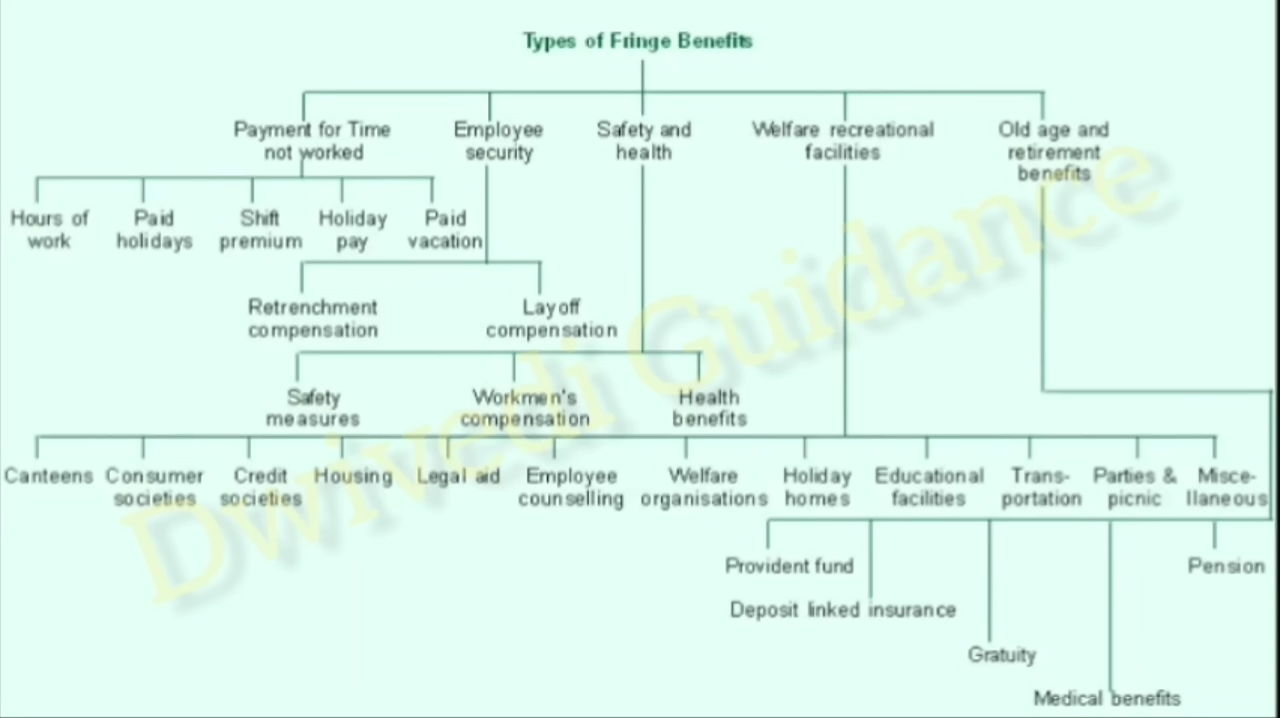 Types of Fringe Benefits
Payment for Time
not worked
Employee
security
Safety and
health
Welfare recreational
facilities
Old age and
retirement
benefits
Hours of
work
Paid
holidays
Shift
premium
Holiday
pay
Paid
vacation
Retrenchment
compensation
Layoff
compensation
Safety
measures
Workmen's
compensation
Health
benefits
Canteens
Consumer
societies
Credit
societies
Housing
Legal aid
Employee
counselling
Welfare
organisations
Holiday
homes
Educational
facilities
Trans-
portation
Parties &
picnic
Misce-
llaneous
Provident fund
Deposit linked insurance
Gratuity
Medical benefits
Pension
Dwivedi Guidance